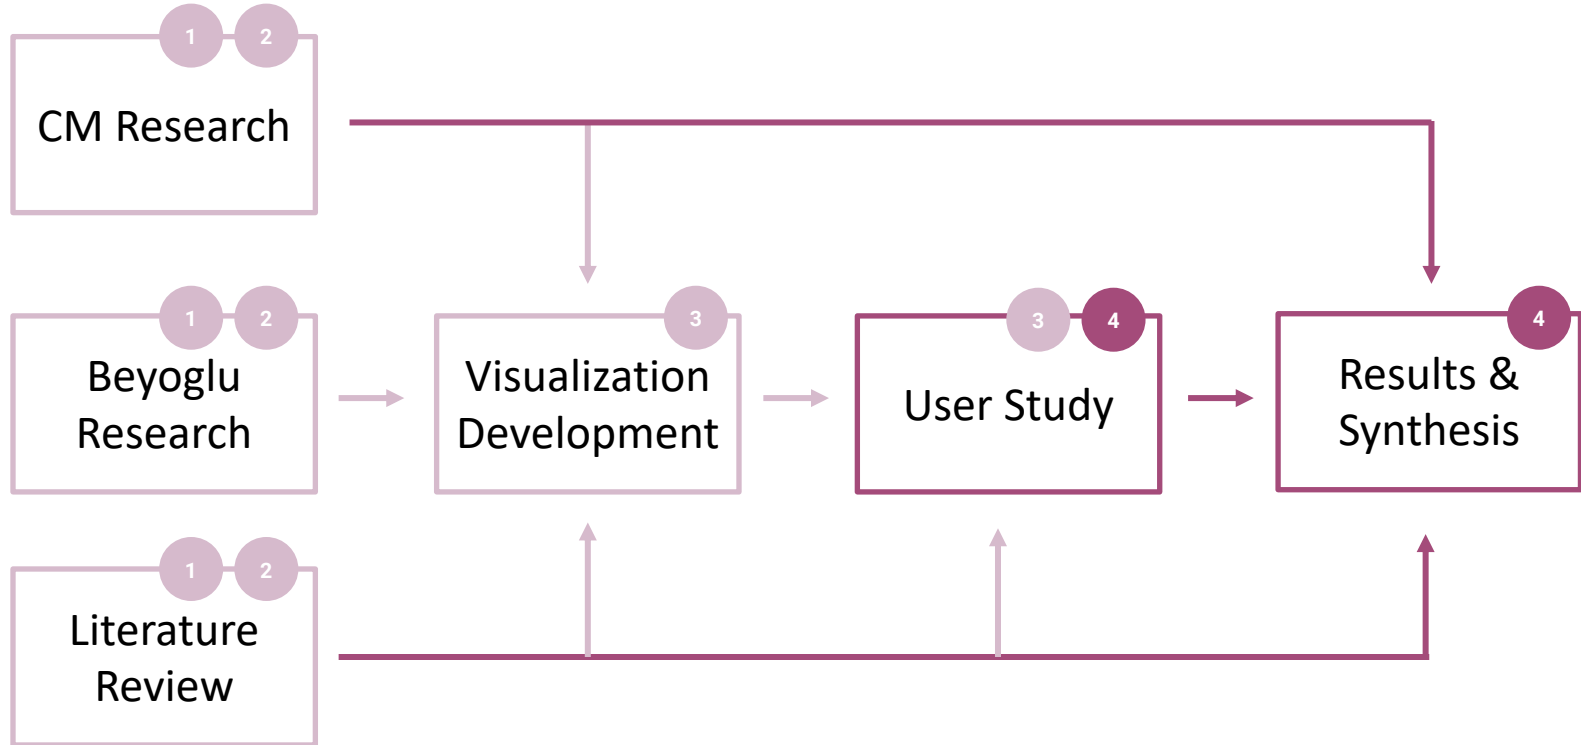 1 2
CM Research
1 2
Beyoglu
Research
3
Visualization
Development
3 4
User Study
4
Results &
Synthesis
1 2
Literature
Review